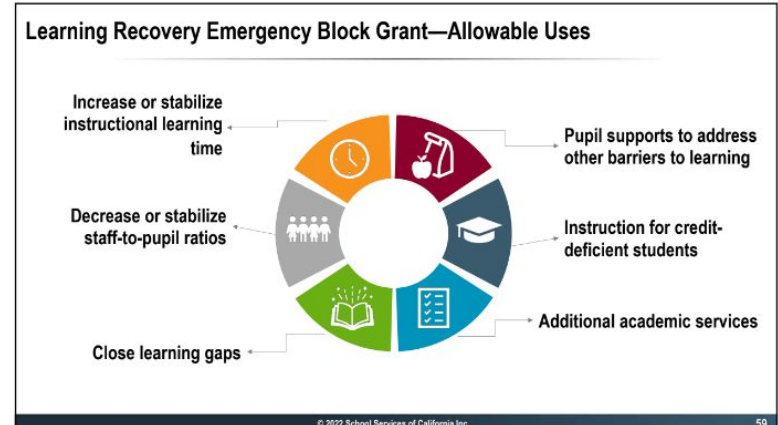 Learning Recovery Emergency Block Grant—Allowable Uses
Increase or stabilize
instructional learning
time
Decrease or stabilize
staff-to-pupil ratios
Close learning gaps
Pupil supports to address
other barriers to learning
Instruction for credit-
deficient students
Additional academic services
© 2022 School Services of California Inc.
59